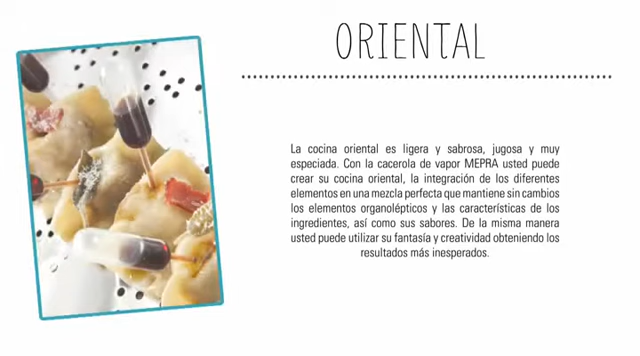 ORIENTAL
La cocina oriental es ligera y sabrosa, jugosa y muy
especiada. Con la cacerola de vapor MEPRA usted puede
crear su cocina oriental, la integración de los diferentes
elementos en una mezcla perfecta que mantiene sin cambios
los elementos organolépticos y las características de los
ingredientes, así como sus sabores. De la misma manera
usted puede utilizar su fantasía y creatividad obteniendo los
resultados más inesperados.